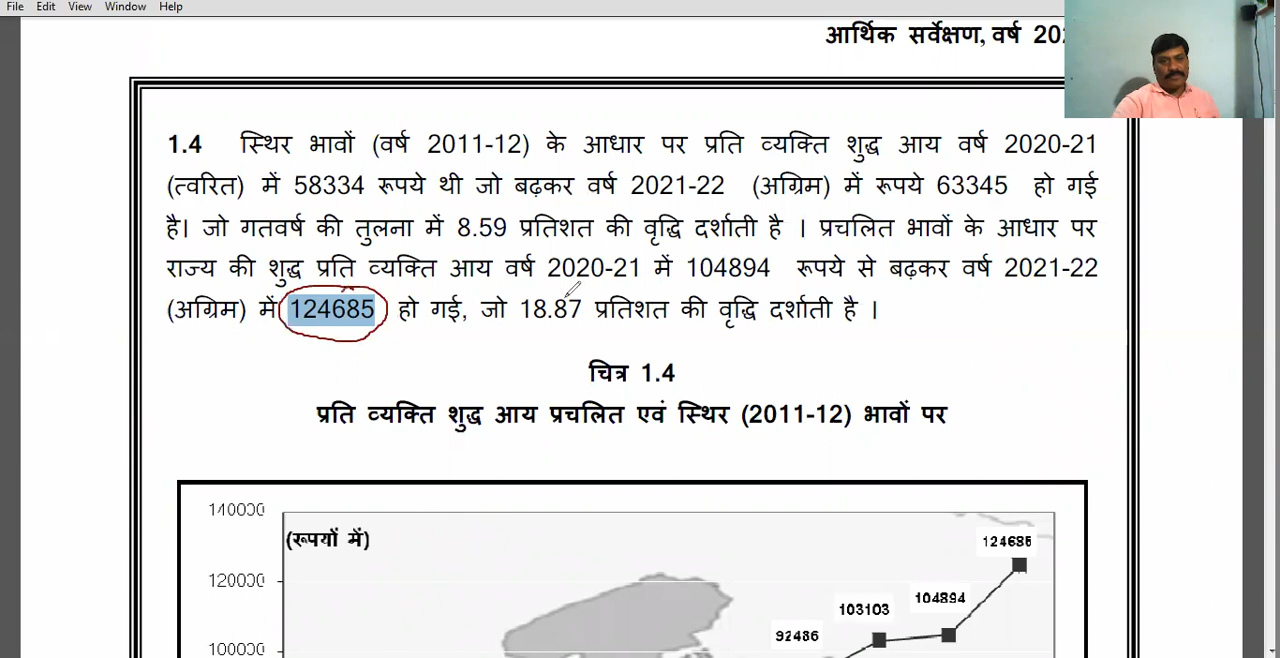 File Edit View Window Help
आर्थिक सर्वेक्षण, वर्ष
1.4 स्थिर भावों (वर्ष 2011-12) के आधार पर प्रति व्यक्ति शुद्ध आय वर्ष 2020-21
(त्वरित) में 58334 रूपये थी जो बढ़कर वर्ष 2021-22 (अग्रिम) में रूपये 63345 हो गई
है। जो गतवर्ष की तुलना में 8.59 प्रतिशत की वृद्धि दर्शाती है । प्रचलित भावों के आधार पर
राज्य की शुद्ध प्रति व्यक्ति आय वर्ष 2020-21 में 104894 रूपये से बढ़कर वर्ष 2021-22
(अग्रिम) में 124685 हो गई, जो 18.87 प्रतिशत की वृद्धि दर्शाती है ।
चित्र 1.4
प्रति व्यक्ति शुद्ध आय प्रचलित एवं स्थिर (2011-12) भावों पर
140000
(रूपयों में)
124685
120000
104894
103103
92486
100000